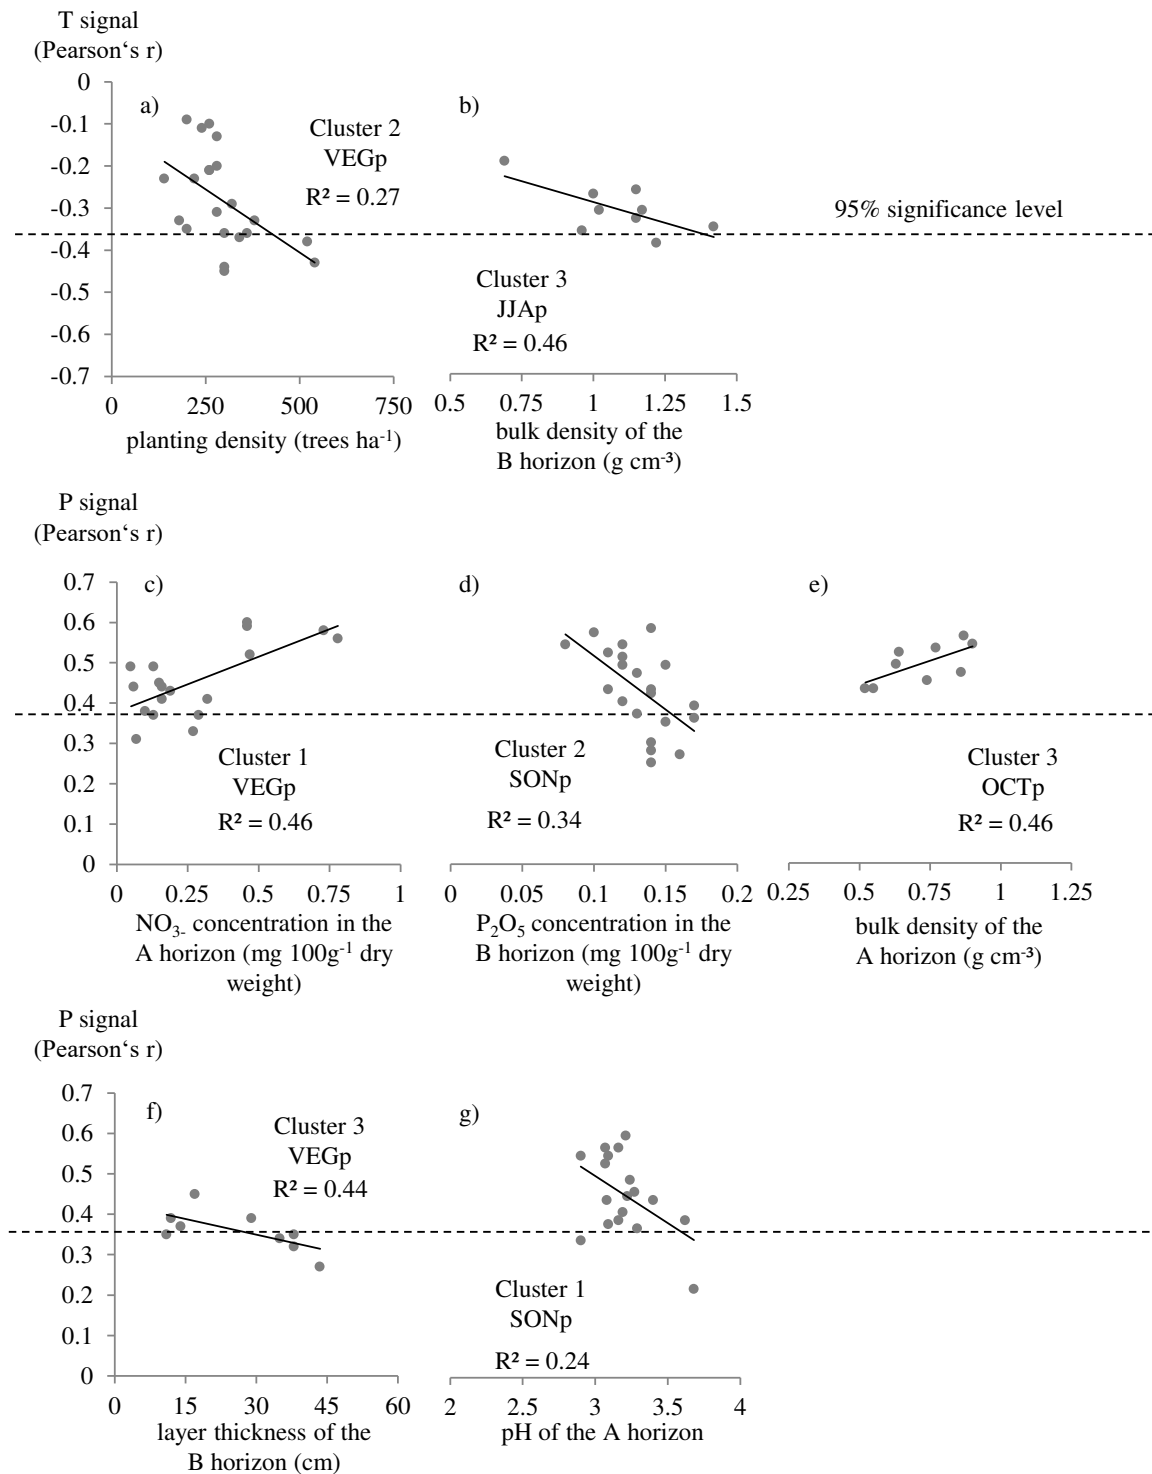 T signal
(Pearson‘s r)
0
-0.1
-0.2
-0.3
-0.4
-0.5
-0.6
-0.7
a)
Cluster 2
VEGp
R² = 0.27
0 250 500 750
planting density (trees ha-1)
b)
95% significance level
Cluster 3
JJAp
R² = 0.46
0.5 0.75 1 1.25 1.5
bulk density of the
B horizon (g cm-³)
P signal
(Pearson‘s r)
0.7
0.6
0.5
0.4
0.3
0.2
0.1
0
c)
Cluster 1
VEGp
R² = 0.46
0 0.25 0.5 0.75 1
NO3- concentration in the
A horizon (mg 100g-1 dry
weight)
d)
Cluster 2
SONp
R² = 0.34
0 0.05 0.1 0.15 0.2
P2O5 concentration in the
B horizon (mg 100g-1 dry
weight)
e)
Cluster 3
OCTp
R² = 0.46
0.25 0.5 0.75 1 1.25
bulk density of the
A horizon (g cm-³)
P signal
(Pearson‘s r)
0.7
0.6
0.5
0.4
0.3
0.2
0.1
0
f)
Cluster 3
VEGp
R² = 0.44
0 15 30 45 60
layer thickness of the
B horizon (cm)
g)
Cluster 1
SONp
R² = 0.24
2 2.5 3 3.5 4
pH of the A horizon